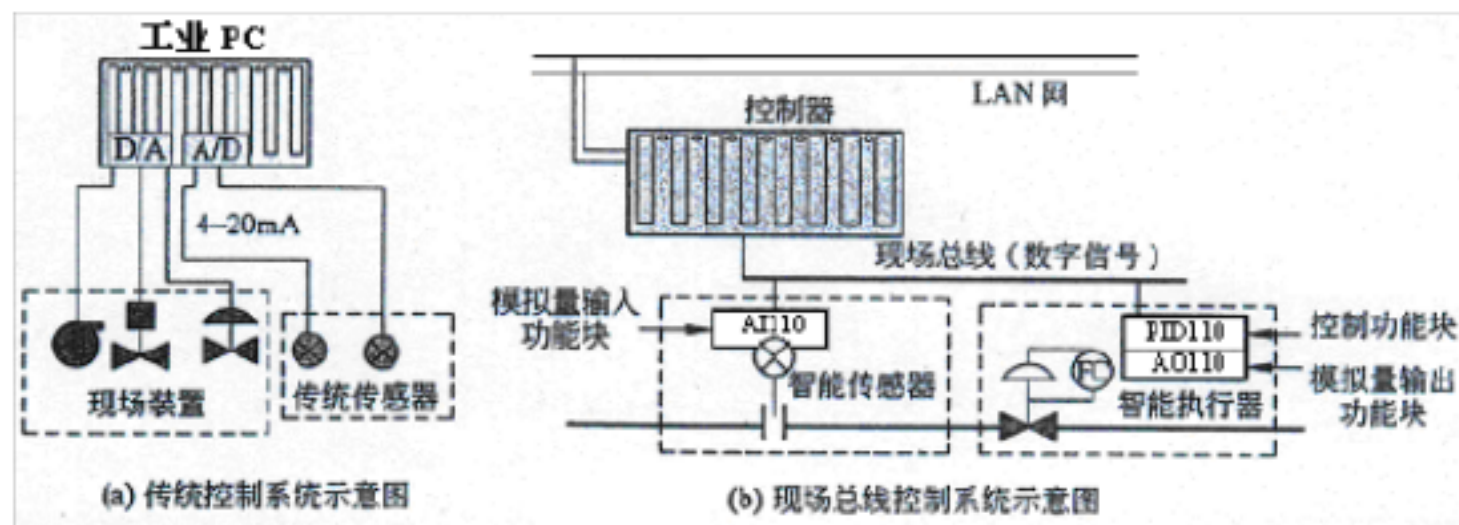 工业 PC
D/A
A/D
4–20mA
现场装置
传统传感器
(a) 传统控制系统示意图
LAN 网
控制器
现场总线（数字信号）
模拟量输入
功能块
AI110
智能传感器
PID110
AO110
FC
智能执行器
控制功能块
模拟量输出
功能块
(b) 现场总线控制系统示意图